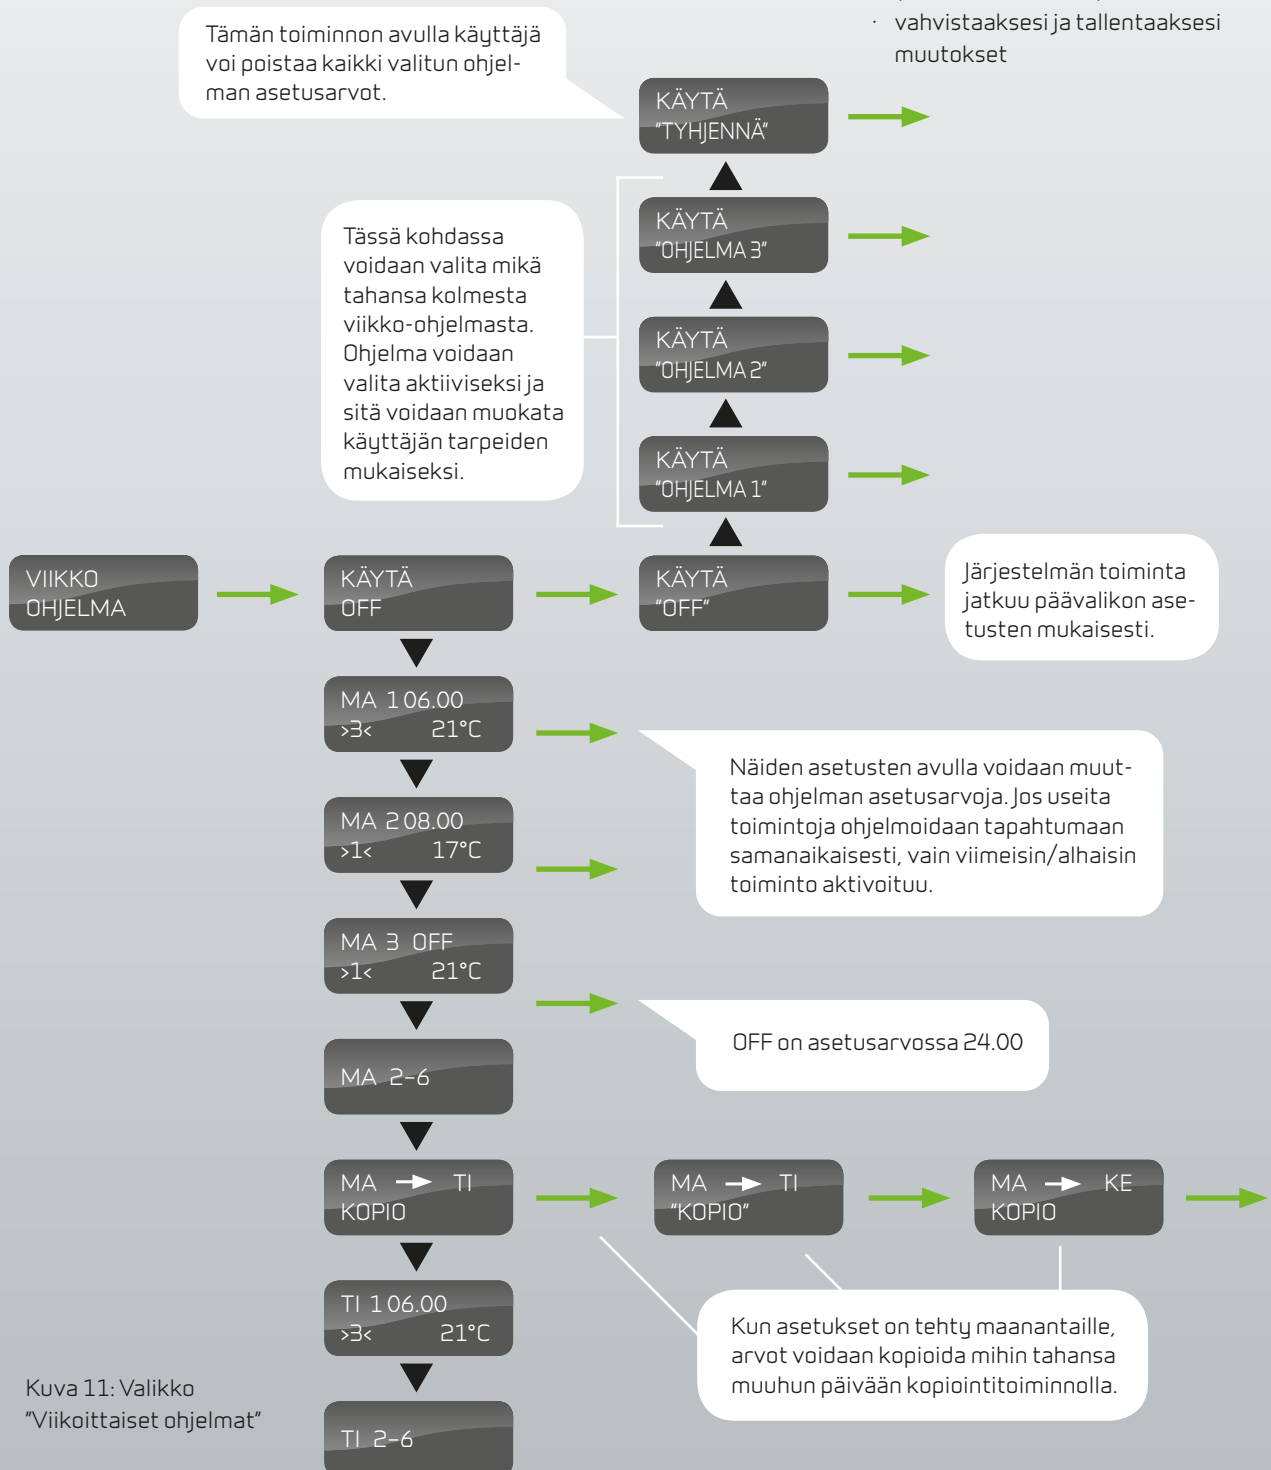 · vahvistaaksesi ja tallentaaksesi
muutokset
Tämän toiminnon avulla käyttäjä
voi poistaa kaikki valitun ohjel-
man asetusarvot.
KÄYTÄ
"TYHJENNÄ"
KÄYTÄ
"OHJELMA 3"
Tässä kohdassa
voidaan valita mikä
tahansa kolmesta
viikko-ohjelmasta.
Ohjelma voidaan
valita aktiiviseksi ja
sitä voidaan muokata
käyttäjän tarpeiden
mukaiseksi.
KÄYTÄ
"OHJELMA 2"
KÄYTÄ
"OHJELMA 1"
VIIKKO
OHJELMA
KÄYTÄ
OFF
KÄYTÄ
"OFF"
Järjestelmän toiminta
jatkuu päävalikon ase-
tusten mukaisesti.
MA 1 06.00
>3< 21°C
Näiden asetusten avulla voidaan muut-
taa ohjelman asetusarvoja. Jos useita
toimintoja ohjelmoidaan tapahtumaan
samanaikaisesti, vain viimeisin/alhaisin
toiminto aktivoituu.
MA 2 08.00
>1< 17°C
MA 3 OFF
>1< 21°C
OFF on asetusarvossa 24.00
MA 2–6
MA → TI
KOPIO
MA → TI
"KOPIO"
MA → KE
KOPIO
TI 1 06.00
>3< 21°C
Kun asetukset on tehty maanantaille,
arvot voidaan kopioida mihin tahansa
muuhun päivään kopiointitoiminnolla.
Kuva 11: Valikko
"Viikoittaiset ohjelmat"
TI 2–6